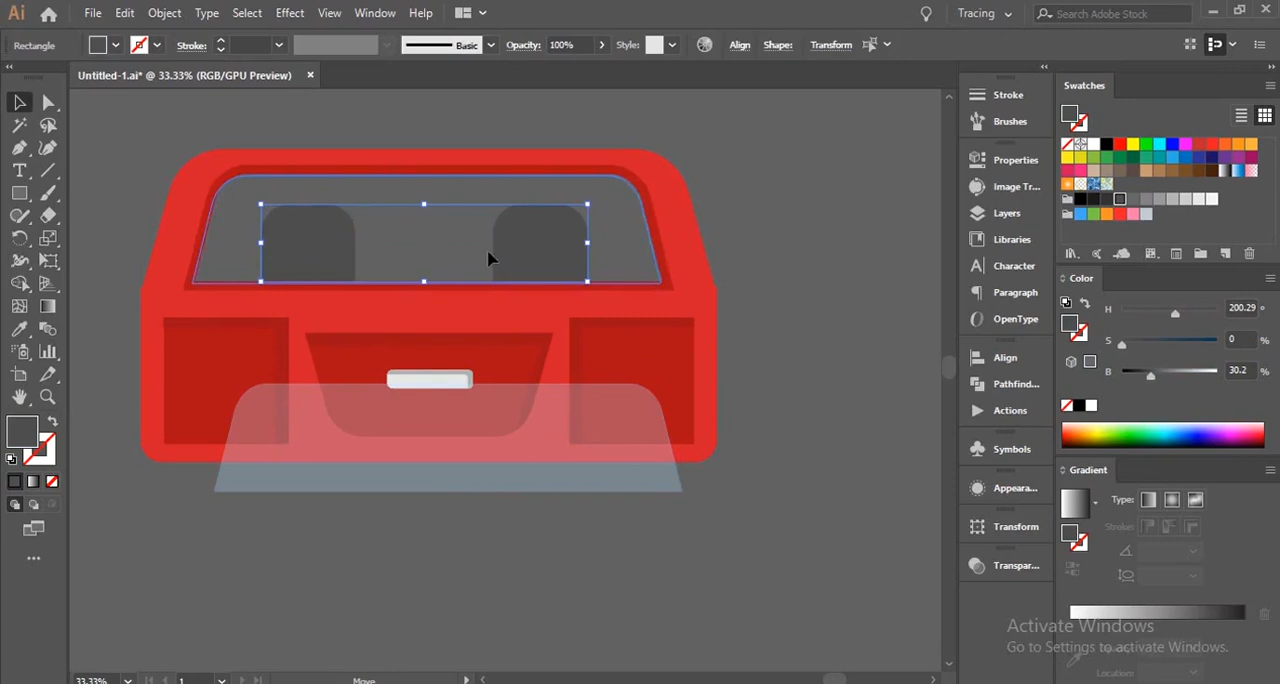 Ai File Edit Object Type Select Effect View Window Help Tracing Search Adobe Stock
Rectangle Stroke: Basic Opacity: 100% Style: Align Shape: Transform
Untitled-1.ai* @ 33.33% (RGB/GPU Preview) ×
Stroke
Brushes
Properties
Image Tr...
Layers
Libraries
Character
Paragraph
OpenType
Align
Pathfind...
Actions
Symbols
Appeara...
Transform
Transpar...
Swatches
Color
H 200.29 °
S 0 %
B 30.2 %
Gradient
Type:
Strokes:
Location:
Activate Windows
Go to Settings to activate Windows.
33.33% 1 Move